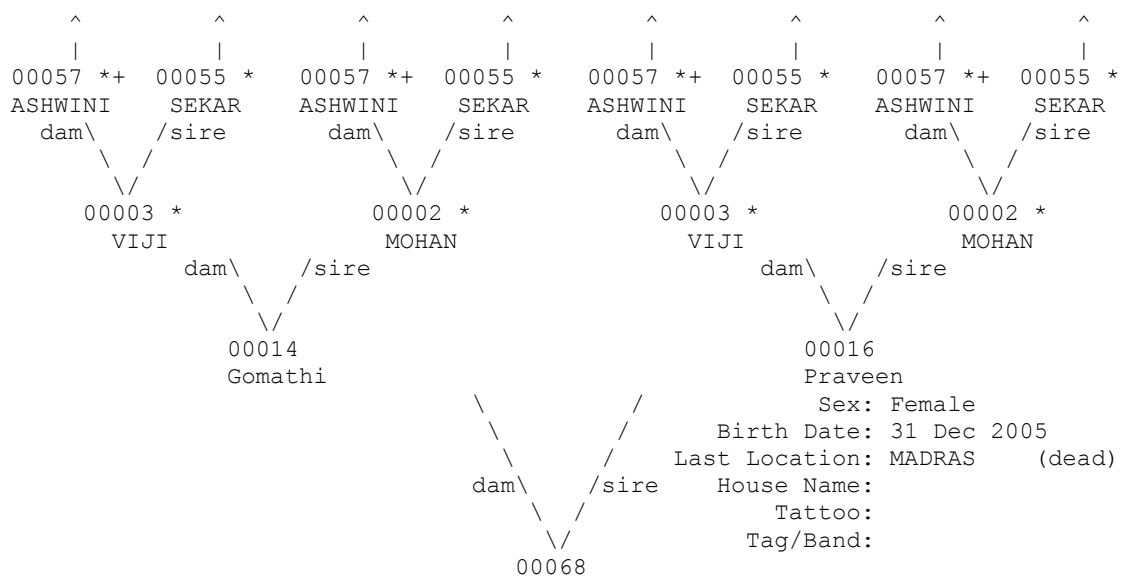 ^ ^ ^ ^ ^ ^ ^ ^
| | | | | | | |
00057 *+ 00055 * 00057 *+ 00055 * 00057 *+ 00055 * 00057 *+ 00055 *
ASHWINI SEKAR ASHWINI SEKAR ASHWINI SEKAR ASHWINI SEKAR
dam\ /sire dam\ /sire dam\ /sire dam\ /sire
\ / \ / \ / \ /
\/ \/ \/ \/
00003 * 00002 * 00003 * 00002 *
VIJI MOHAN VIJI MOHAN
dam\ /sire dam\ /sire
\ / \ /
\/ \/
00014 00016
Gomathi Praveen
\ / Sex: Female
\ / Birth Date: 31 Dec 2005
\ / Last Location: MADRAS (dead)
dam\ /sire House Name:
\ / Tattoo:
\/ Tag/Band:
00068